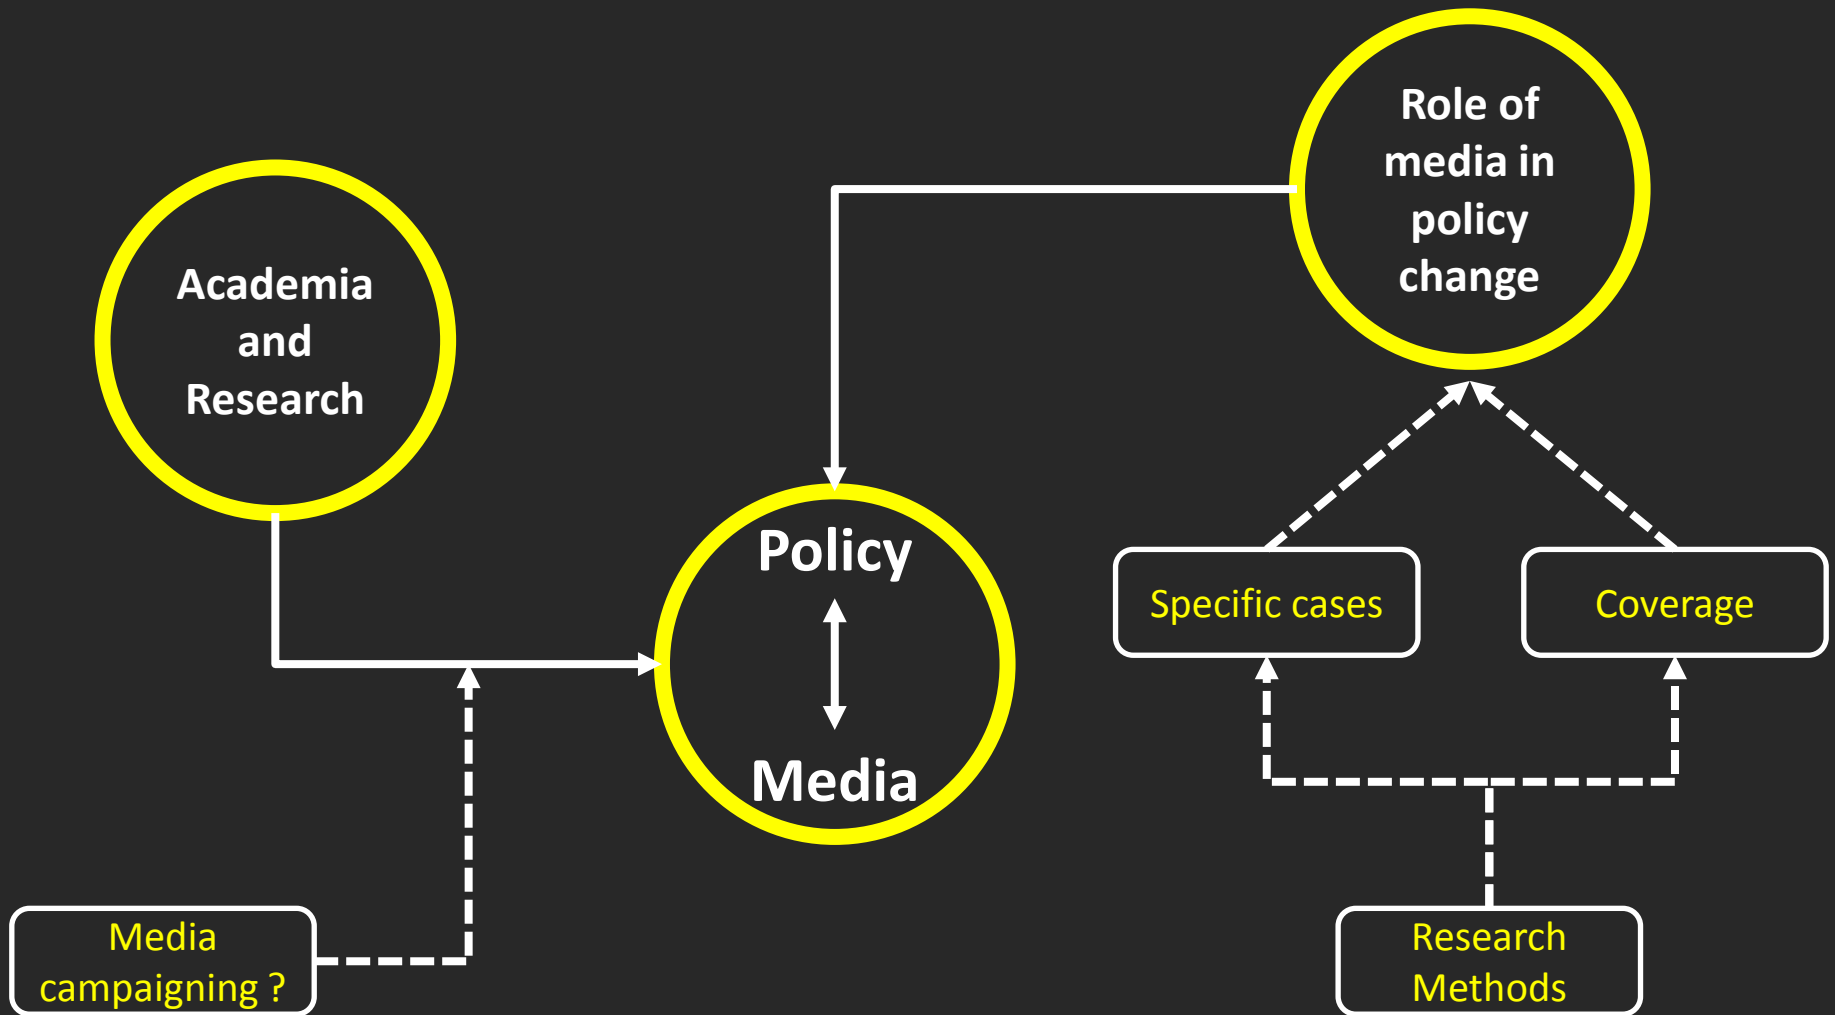 Role of
media in
policy
change
Academia
and
Research
Policy
Media
Specific cases
Coverage
Media
campaigning ?
Research
Methods